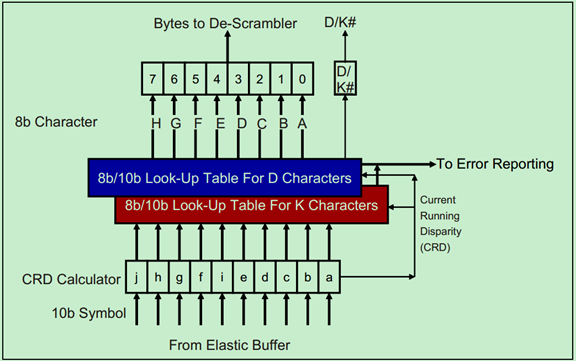 Bytes to De-Scrambler
D/K#
7 6 5 4 3 2 1 0
D/
K#
8b Character
H G F E D C B A
8b/10b Look-Up Table For D Characters
To Error Reporting
8b/10b Look-Up Table For K Characters
Current
Running
Disparity
(CRD)
CRD Calculator
j h g f i e d c b a
10b Symbol
From Elastic Buffer